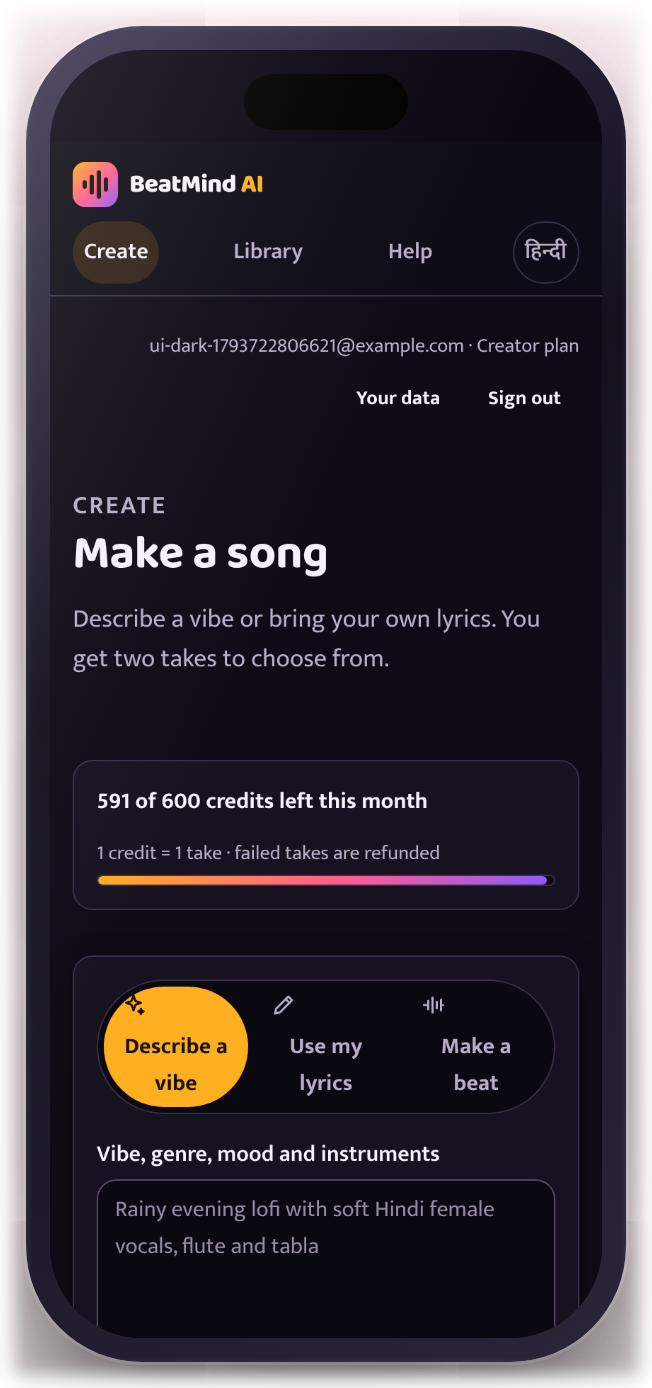 BeatMind AI
Create Library Help हिन्दी
ui-dark-1793722806621@example.com · Creator plan
Your data Sign out
CREATE
Make a song
Describe a vibe or bring your own lyrics. You
get two takes to choose from.
591 of 600 credits left this month
1 credit = 1 take · failed takes are refunded
Describe a
vibe
Use my
lyrics
Make a
beat
Vibe, genre, mood and instruments
Rainy evening lofi with soft Hindi female
vocals, flute and tabla